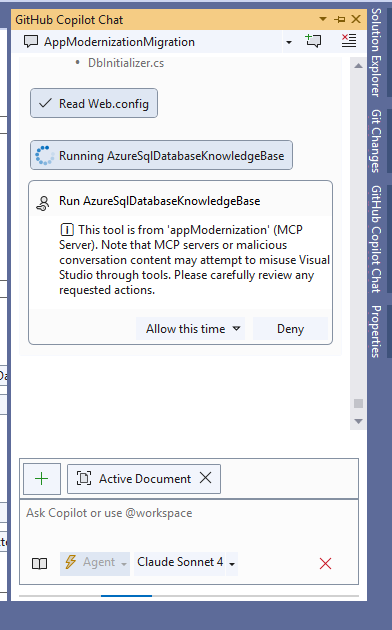 GitHub Copilot Chat
AppModernizationMigration
• DbInitializer.cs
Read Web.config
Running AzureSqlDatabaseKnowledgeBase
Run AzureSqlDatabaseKnowledgeBase
This tool is from 'appModernization' (MCP
Server). Note that MCP servers or malicious
conversation content may attempt to misuse Visual
Studio through tools. Please carefully review any
requested actions.
Allow this time
Deny
Active Document
Ask Copilot or use @workspace
Agent
Claude Sonnet 4
Solution Explorer
Git Changes
GitHub Copilot Chat
Properties